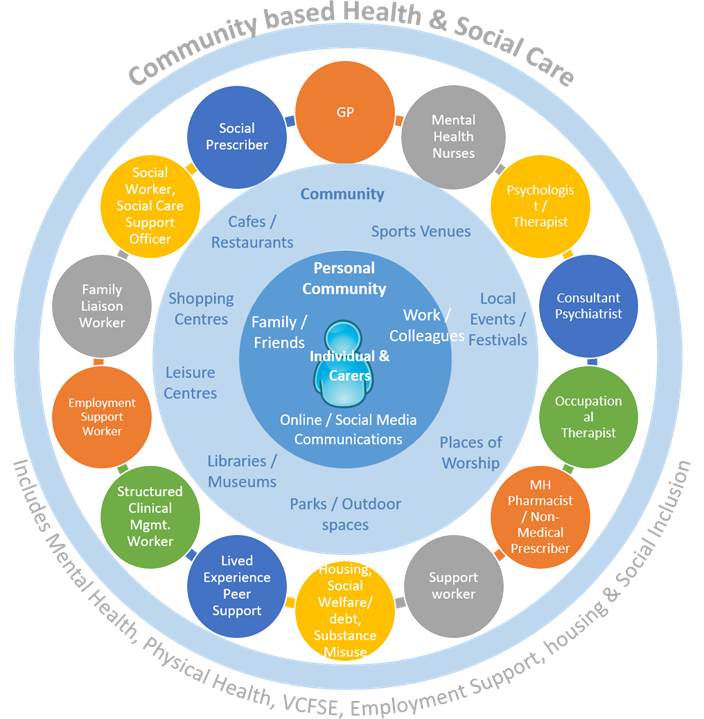 Community based Health & Social Care
GP
Mental
Health
Nurses
Psychologis
t /
Therapist
Consultant
Psychiatrist
Occupation
al
Therapist
MH
Pharmacist
/ Non-
Medical
Prescriber
Support
worker
Housing,
Social
Welfare/
debt,
Substance
Misuse
Lived
Experience
Peer
Support
Structured
Clinical
Mgmt.
Worker
Employment
Support
Worker
Family
Liaison
Worker
Social
Worker,
Social Care
Support
Officer
Social
Prescriber
Community
Cafes /
Restaurants
Sports Venues
Shopping
Centres
Local
Events /
Festivals
Leisure
Centres
Places of
Worship
Libraries /
Museums
Parks / Outdoor
spaces
Personal
Community
Family /
Friends
Work /
Colleagues
Individual &
Carers
Online / Social Media
Communications
Includes Mental Health, Physical Health, VCFSE, Employment Support, housing & Social Inclusion